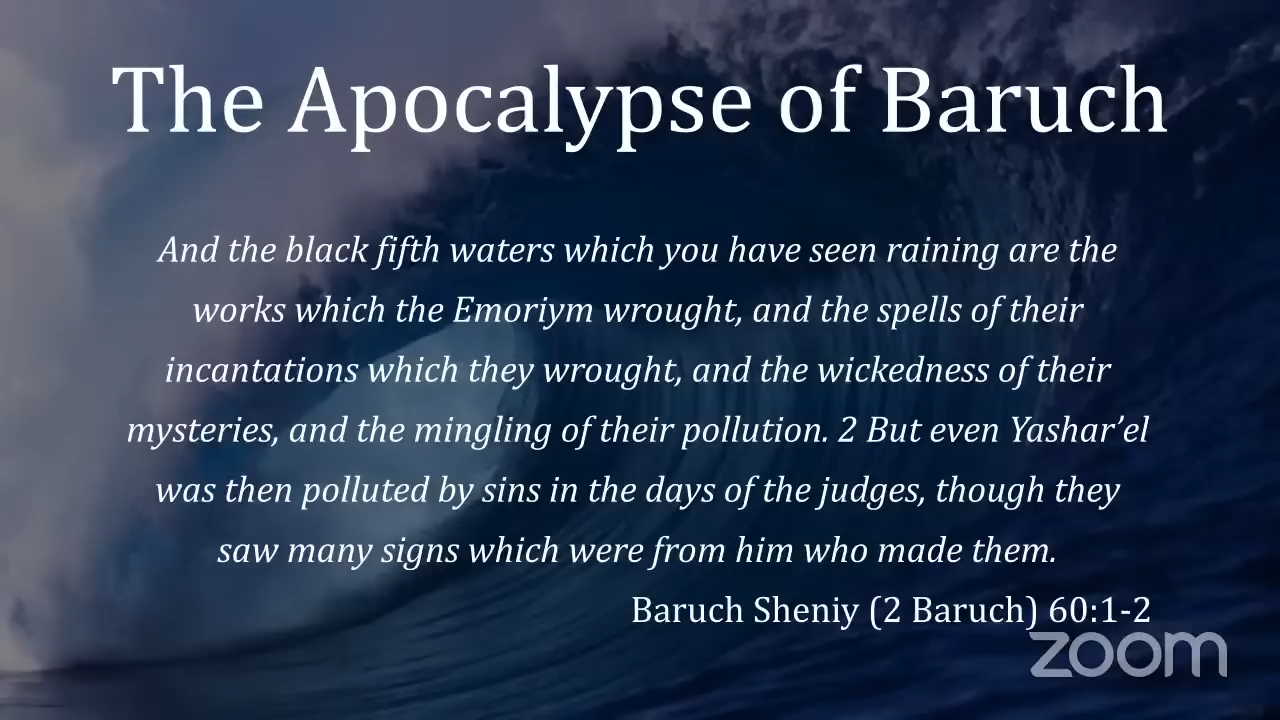 The Apocalypse of Baruch
And the black fifth waters which you have seen raining are the
works which the Emoriym wrought, and the spells of their
incantations which they wrought, and the wickedness of their
mysteries, and the mingling of their pollution. 2 But even Yashar’el
was then polluted by sins in the days of the judges, though they
saw many signs which were from him who made them.
Baruch Sheniy (2 Baruch) 60:1-2
zoom